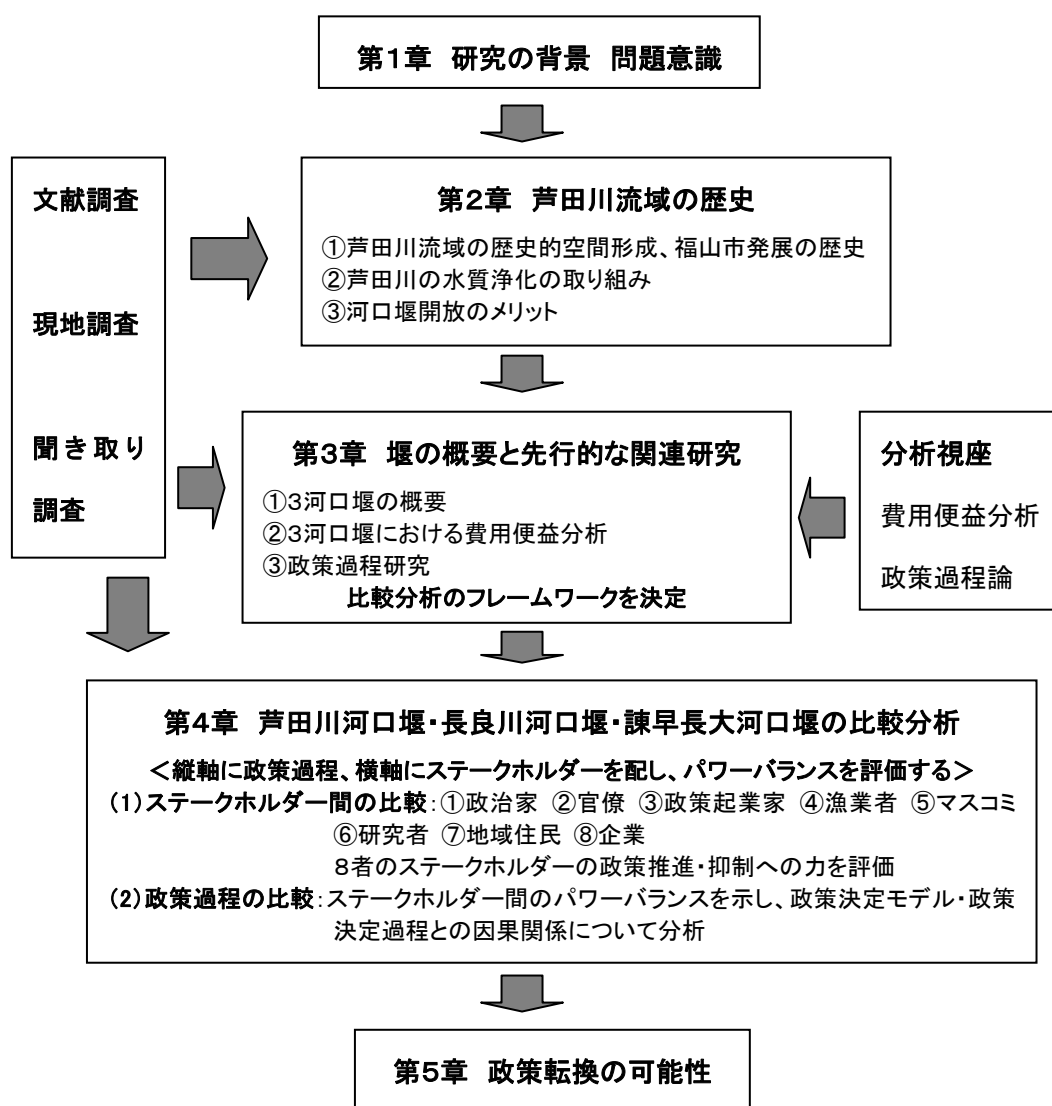 第1章 研究の背景 問題意識
文献調査
現地調査
聞き取り
調査
第2章 芦田川流域の歴史
①芦田川流域の歴史的空間形成、福山市発展の歴史
②芦田川の水質浄化の取り組み
③河口堰開放のメリット
第3章 堰の概要と先行的な関連研究
①3河口堰の概要
②3河口堰における費用便益分析
③政策過程研究
比較分析のフレームワークを決定
分析視座
費用便益分析
政策過程論
第4章 芦田川河口堰・長良川河口堰・諫早長大河口堰の比較分析
＜縦軸に政策過程、横軸にステークホルダーを配し、パワーバランスを評価する＞
(1)ステークホルダー間の比較：①政治家 ②官僚 ③政策起業家 ④漁業者 ⑤マスコミ
⑥研究者 ⑦地域住民 ⑧企業
８者のステークホルダーの政策推進・抑制への力を評価
(2)政策過程の比較：ステークホルダー間のパワーバランスを示し、政策決定モデル・政策
決定過程との因果関係について分析
第5章 政策転換の可能性